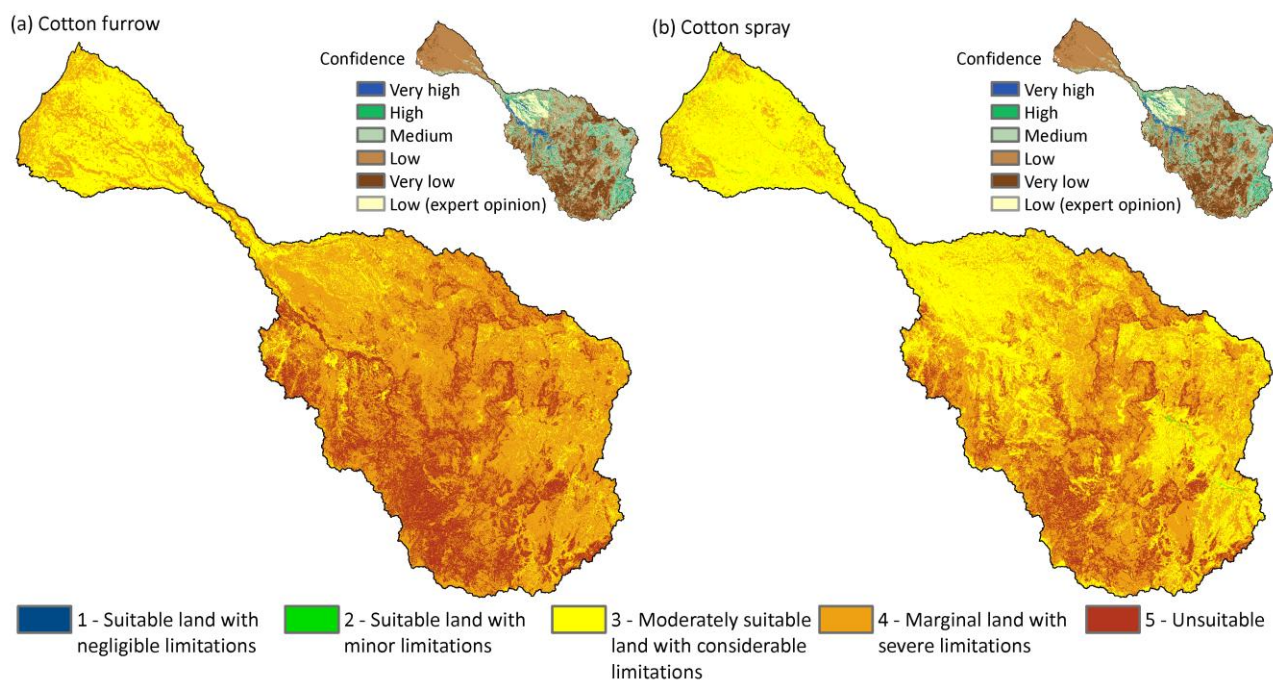 (a) Cotton furrow
Confidence
Very high
High
Medium
Low
Very low
Low (expert opinion)
(b) Cotton spray
Confidence
Very high
High
Medium
Low
Very low
Low (expert opinion)
1 - Suitable land with
negligible limitations
2 - Suitable land with
minor limitations
3 - Moderately suitable
land with considerable
limitations
4 - Marginal land with
severe limitations
5 - Unsuitable